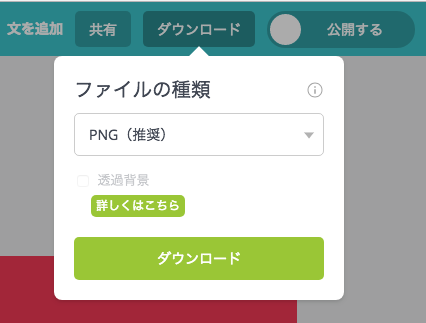 文を追加 共有 ダウンロード 公開する
ファイルの種類
PNG（推奨）
透過背景
詳しくはこちら
ダウンロード